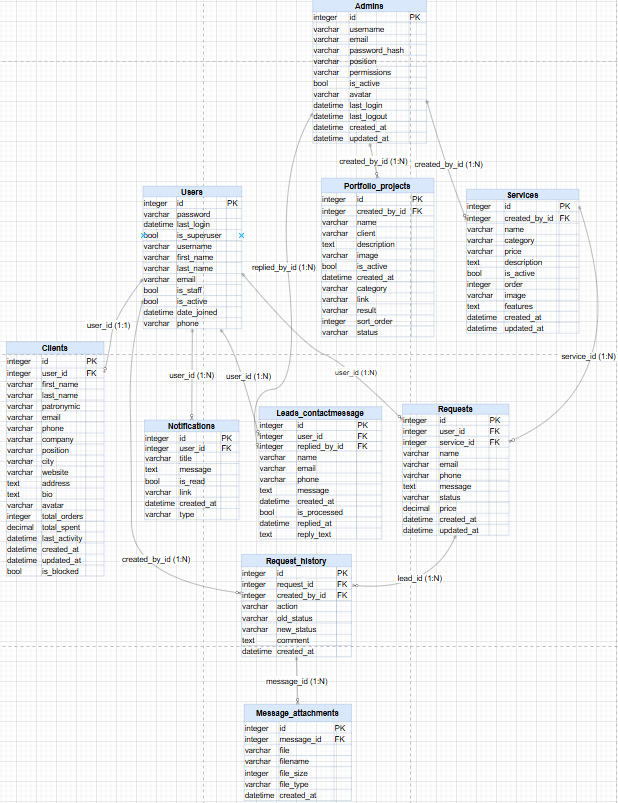 Admins
integer id PK
varchar username
varchar email
varchar password_hash
varchar position
varchar permissions
bool is_active
varchar avatar
datetime last_login
datetime last_logout
datetime created_at
datetime updated_at
created_by_id (1:N)
created_by_id (1:N)
Portfolio_projects
integer id PK
integer created_by_id FK
varchar name
varchar client
text description
varchar image
bool is_active
datetime created_at
varchar category
varchar link
varchar result
integer sort_order
varchar status
Services
integer id PK
integer created_by_id FK
varchar name
varchar category
varchar price
text description
bool is_active
integer order
varchar image
text features
datetime created_at
datetime updated_at
Users
integer id PK
varchar password
datetime last_login
bool is_superuser
varchar username
varchar first_name
varchar last_name
varchar email
bool is_staff
bool is_active
datetime date_joined
varchar phone
replied_by_id (1:N)
user_id (1:1)
Clients
integer id PK
integer user_id FK
varchar first_name
varchar last_name
varchar patronymic
varchar email
varchar phone
varchar company
varchar position
varchar city
varchar website
text address
text bio
varchar avatar
integer total_orders
decimal total_spent
datetime last_activity
datetime created_at
datetime updated_at
bool is_blocked
user_id (1:N)
user_id (1:N)
user_id (1:N)
service_id (1:N)
Notifications
integer id PK
integer user_id FK
varchar title
text message
bool is_read
varchar link
datetime created_at
varchar type
Leads_contactmessage
integer id PK
integer user_id FK
integer replied_by_id FK
varchar name
varchar email
varchar phone
text message
datetime created_at
bool is_processed
datetime replied_at
text reply_text
Requests
integer id PK
integer user_id FK
integer service_id FK
varchar name
varchar email
varchar phone
text message
varchar status
decimal price
datetime created_at
datetime updated_at
created_by_id (1:N)
lead_id (1:N)
Request_history
integer id PK
integer request_id FK
integer created_by_id FK
varchar action
varchar old_status
varchar new_status
text comment
datetime created_at
message_id (1:N)
Message_attachments
integer id PK
integer message_id FK
varchar file
varchar filename
integer file_size
varchar file_type
datetime created_at